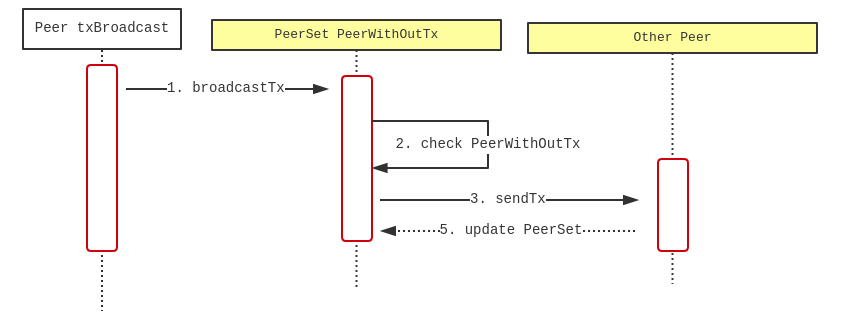 Peer txBroadcast
PeerSet PeerWithOutTx
Other Peer
1. broadcastTx
2. check PeerWithOutTx
3. sendTx
5. update PeerSet